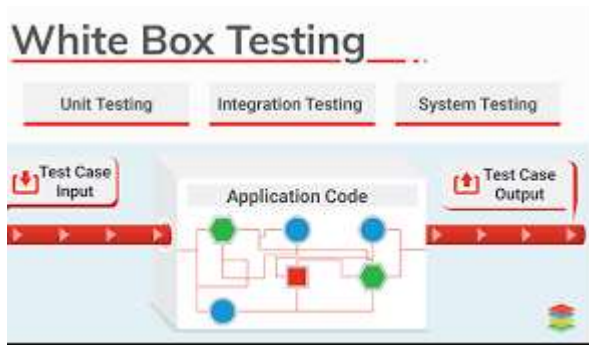 White Box Testing
Unit Testing
Integration Testing
System Testing
Test Case
Input
Application Code
Test Case
Output